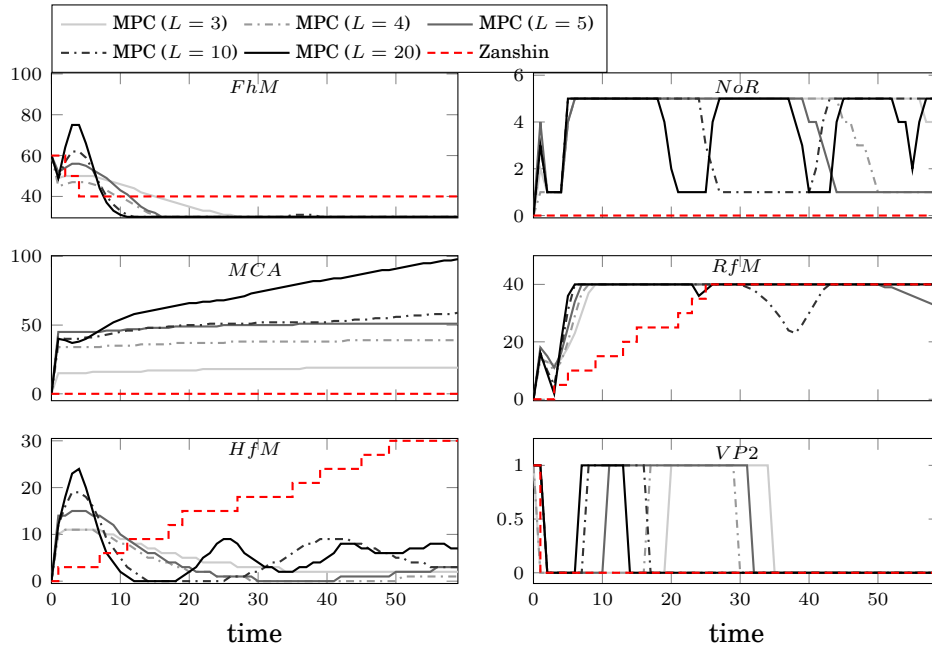 MPC (L = 3) MPC (L = 4) MPC (L = 5)
MPC (L = 10) MPC (L = 20) Zanshin
FhM
100
80
60
40
NoR
6
4
2
0
MCA
100
50
0
RfM
40
20
0
HfM
30
20
10
0
0 10 20 30 40 50
time
VP2
1
0.5
0
0 10 20 30 40 50
time